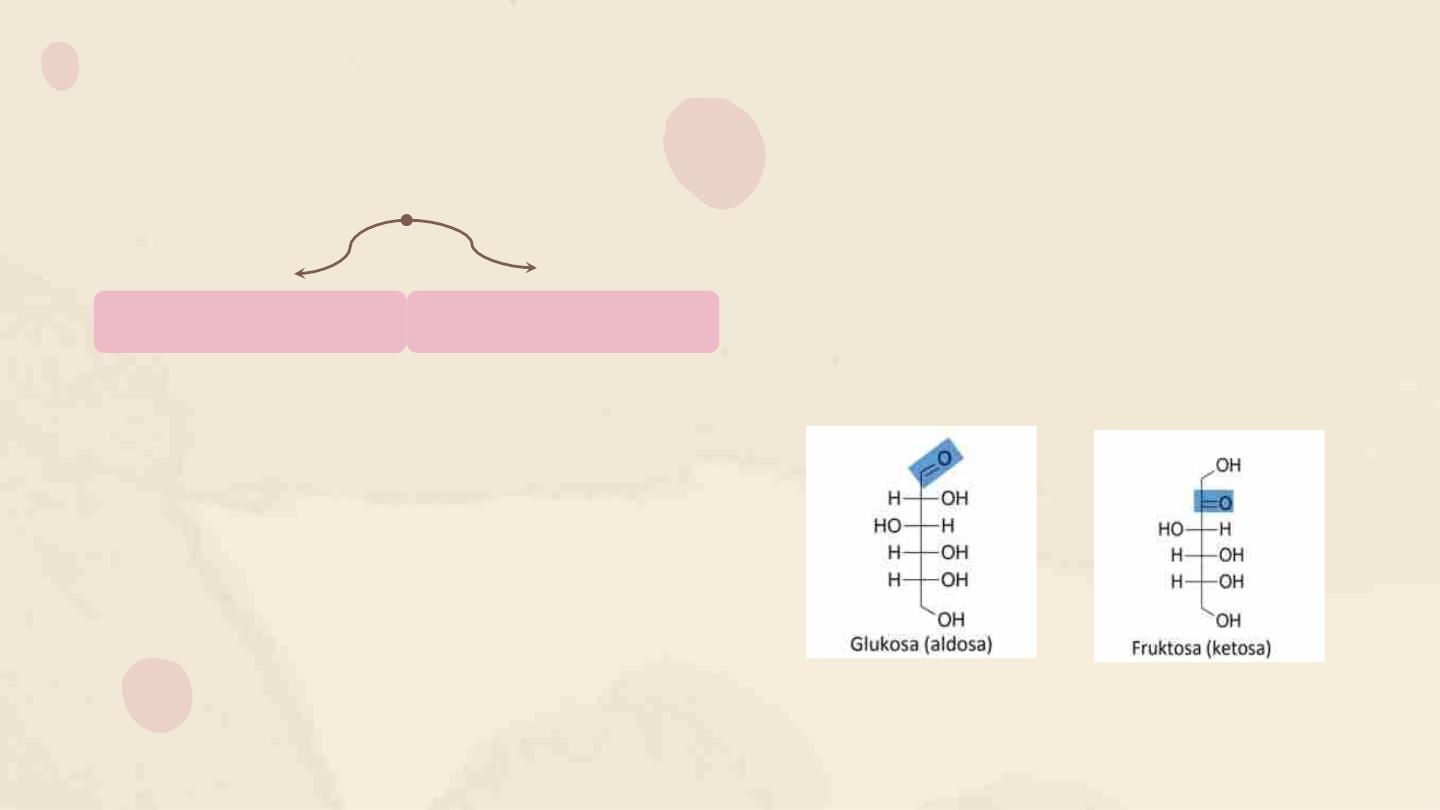 O
H OH
HO H
H OH
H OH
OH
Glukosa (aldosa)
OH
O
HO H
H OH
H OH
OH
Fruktosa (ketosa)